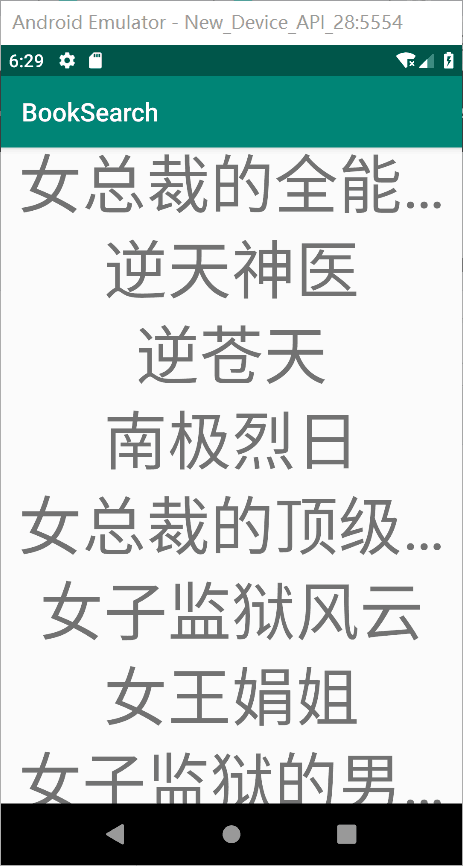 Android Emulator - New_Device_API_28:5554
6:29
BookSearch
女总裁的全能...
逆天神医
逆苍天
南极烈日
女总裁的顶级...
女子监狱风云
女王娟姐
女子监狱的男...